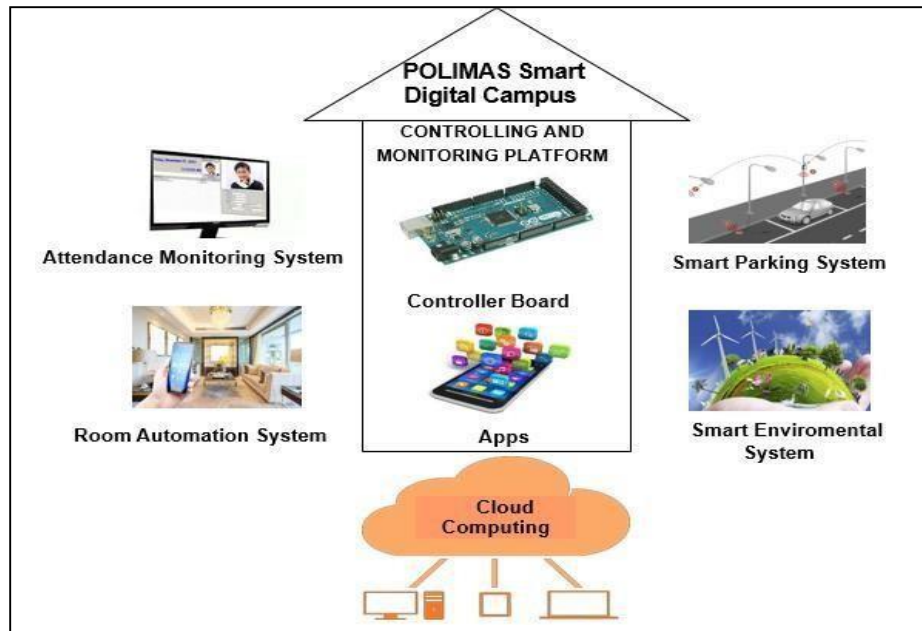 POLIMAS Smart
Digital Campus
CONTROLLING AND
MONITORING PLATFORM
Attendance Monitoring System
Smart Parking System
Controller Board
Room Automation System
Apps
Smart Enviromental
System
Cloud
Computing